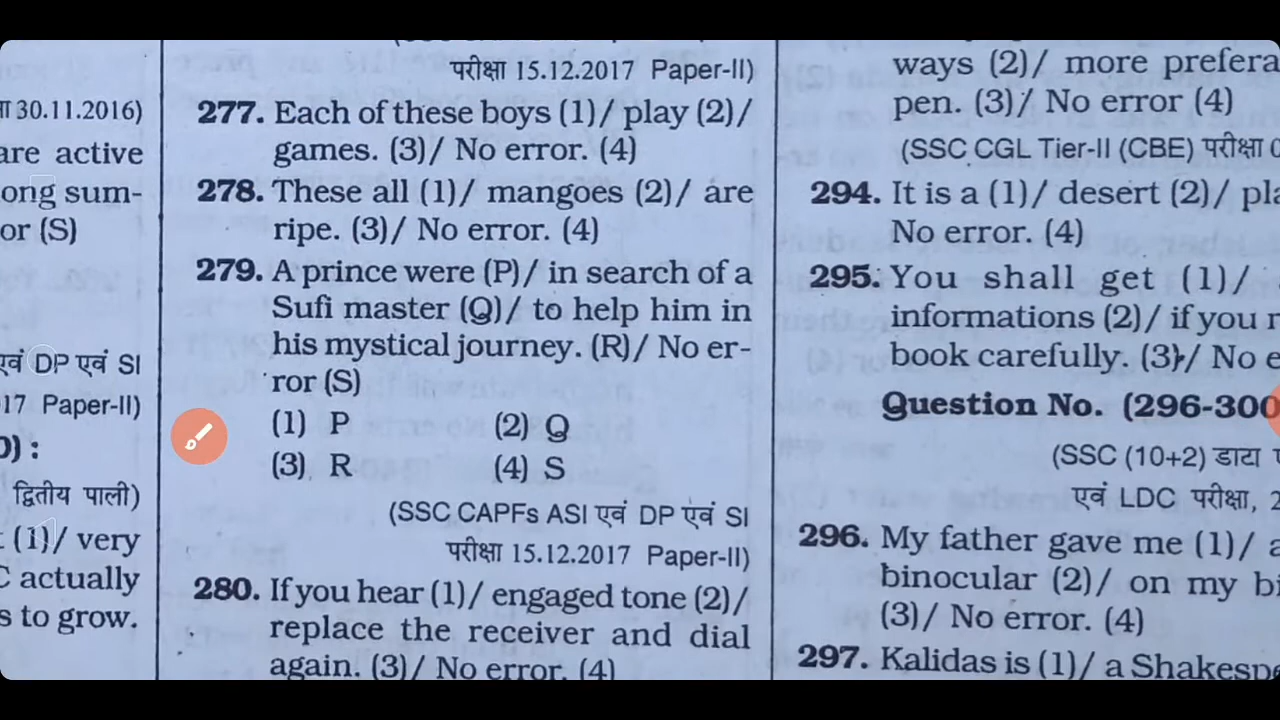 ा 30.11.2016)
are active
ong sum-
or (S)
एवं DP एवं SI
17 Paper-II)
) :
द्वितीय पाली)
(1)/ very
C actually
s to grow.
परीक्षा 15.12.2017 Paper-II)
277. Each of these boys (1)/ play (2)/
games. (3)/ No error. (4)
278. These all (1)/ mangoes (2)/ are
ripe. (3)/ No error. (4)
279. A prince were (P)/ in search of a
Sufi master (Q)/ to help him in
his mystical journey. (R)/ No er-
ror (S)
(1) P (2) Q
(3) R (4) S
(SSC CAPFs ASI एवं DP एवं SI
परीक्षा 15.12.2017 Paper-II)
280. If you hear (1)/ engaged tone (2)/
replace the receiver and dial
again. (3)/ No error. (4)
ways (2)/ more prefera
pen. (3)/ No error (4)
(SSC CGL Tier-II (CBE) परीक्षा
294. It is a (1)/ desert (2)/ pla
No error. (4)
295. You shall get (1)/
informations (2)/ if you
book carefully. (3)/ No
Question No. (296-300
(SSC (10+2) डाटा
एवं LDC परीक्षा, 2
296. My father gave me (1)/ a
binocular (2)/ on my bi
(3)/ No error. (4)
297. Kalidas is (1)/ a Shakespe